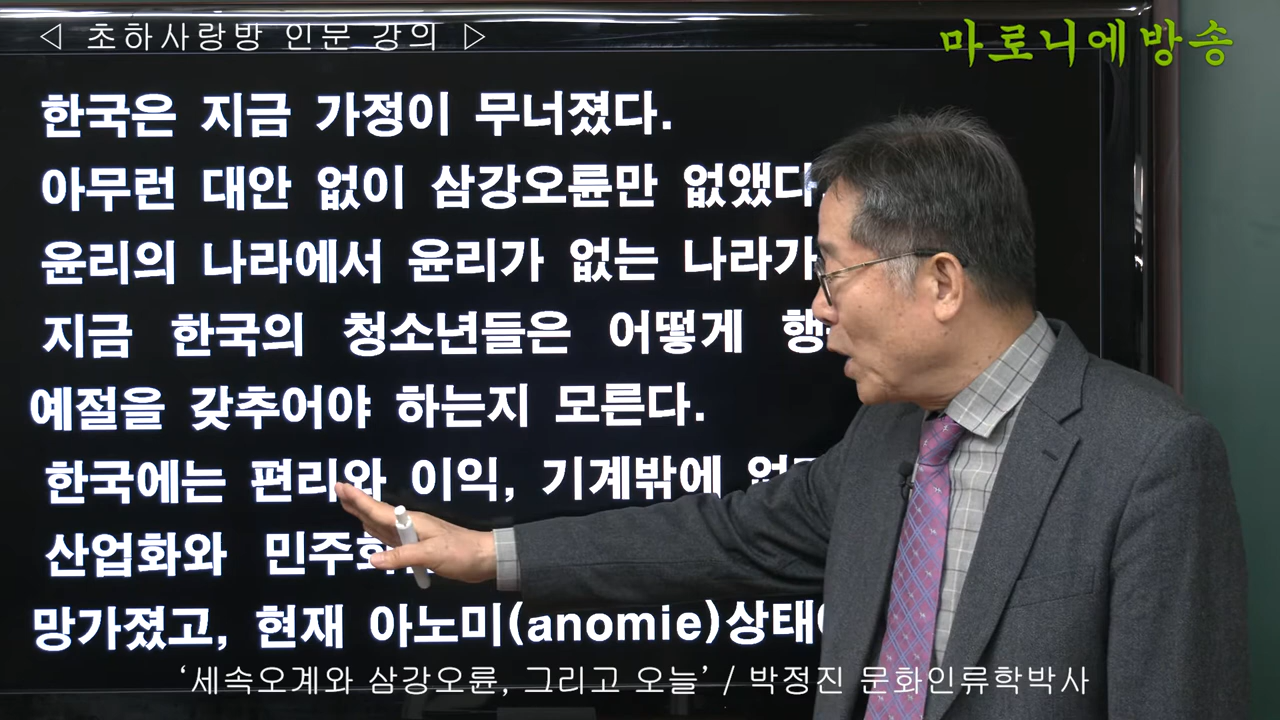 ◁ 초하사랑방 인문 강의 ▷
마로니에방송
한국은 지금 가정이 무너졌다.
아무런 대안 없이 삼강오륜만 없앴다
윤리의 나라에서 윤리가 없는 나라가
지금 한국의 청소년들은 어떻게
예절을 갖추어야 하는지 모른다.
한국에는 편리와 이익, 기계밖에
산업화와
망가졌고, 현재 아노미(anomie)상태
‘세속오계와 삼강오륜, 그리고 오늘’ / 박정진 문화인류학박사